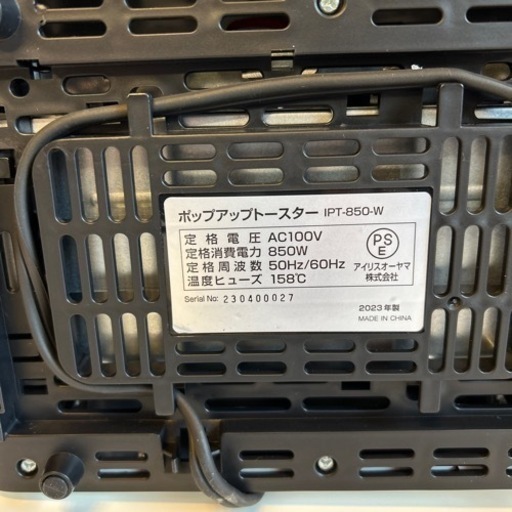 ポップアップトースター IPT-850-W
定格電圧 AC100V
定格消費電力 850W
定格周波数 50Hz/60Hz
温度ヒューズ 158℃
Serial No: 230400027
PS
E
アイリスオーヤマ
株式会社
2023年製
MADE IN CHINA